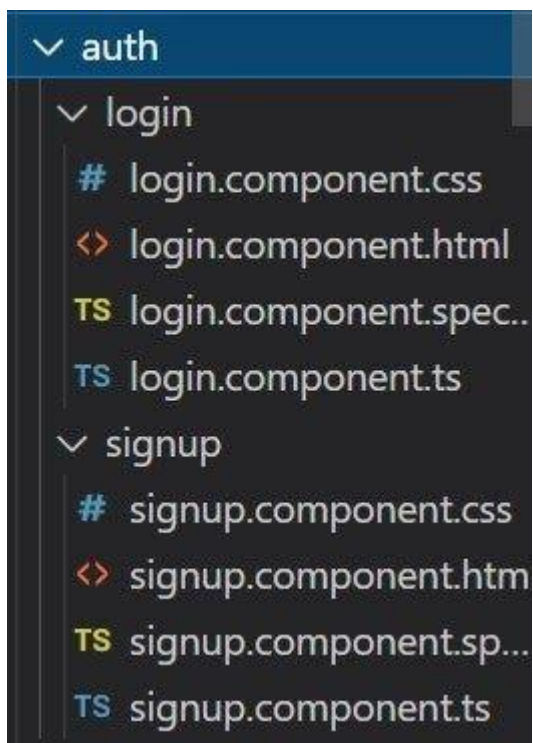 auth
login
# login.component.css
<> login.component.html
TS login.component.spec..
TS login.component.ts
signup
# signup.component.css
<> signup.component.htm
TS signup.component.sp...
TS signup.component.ts